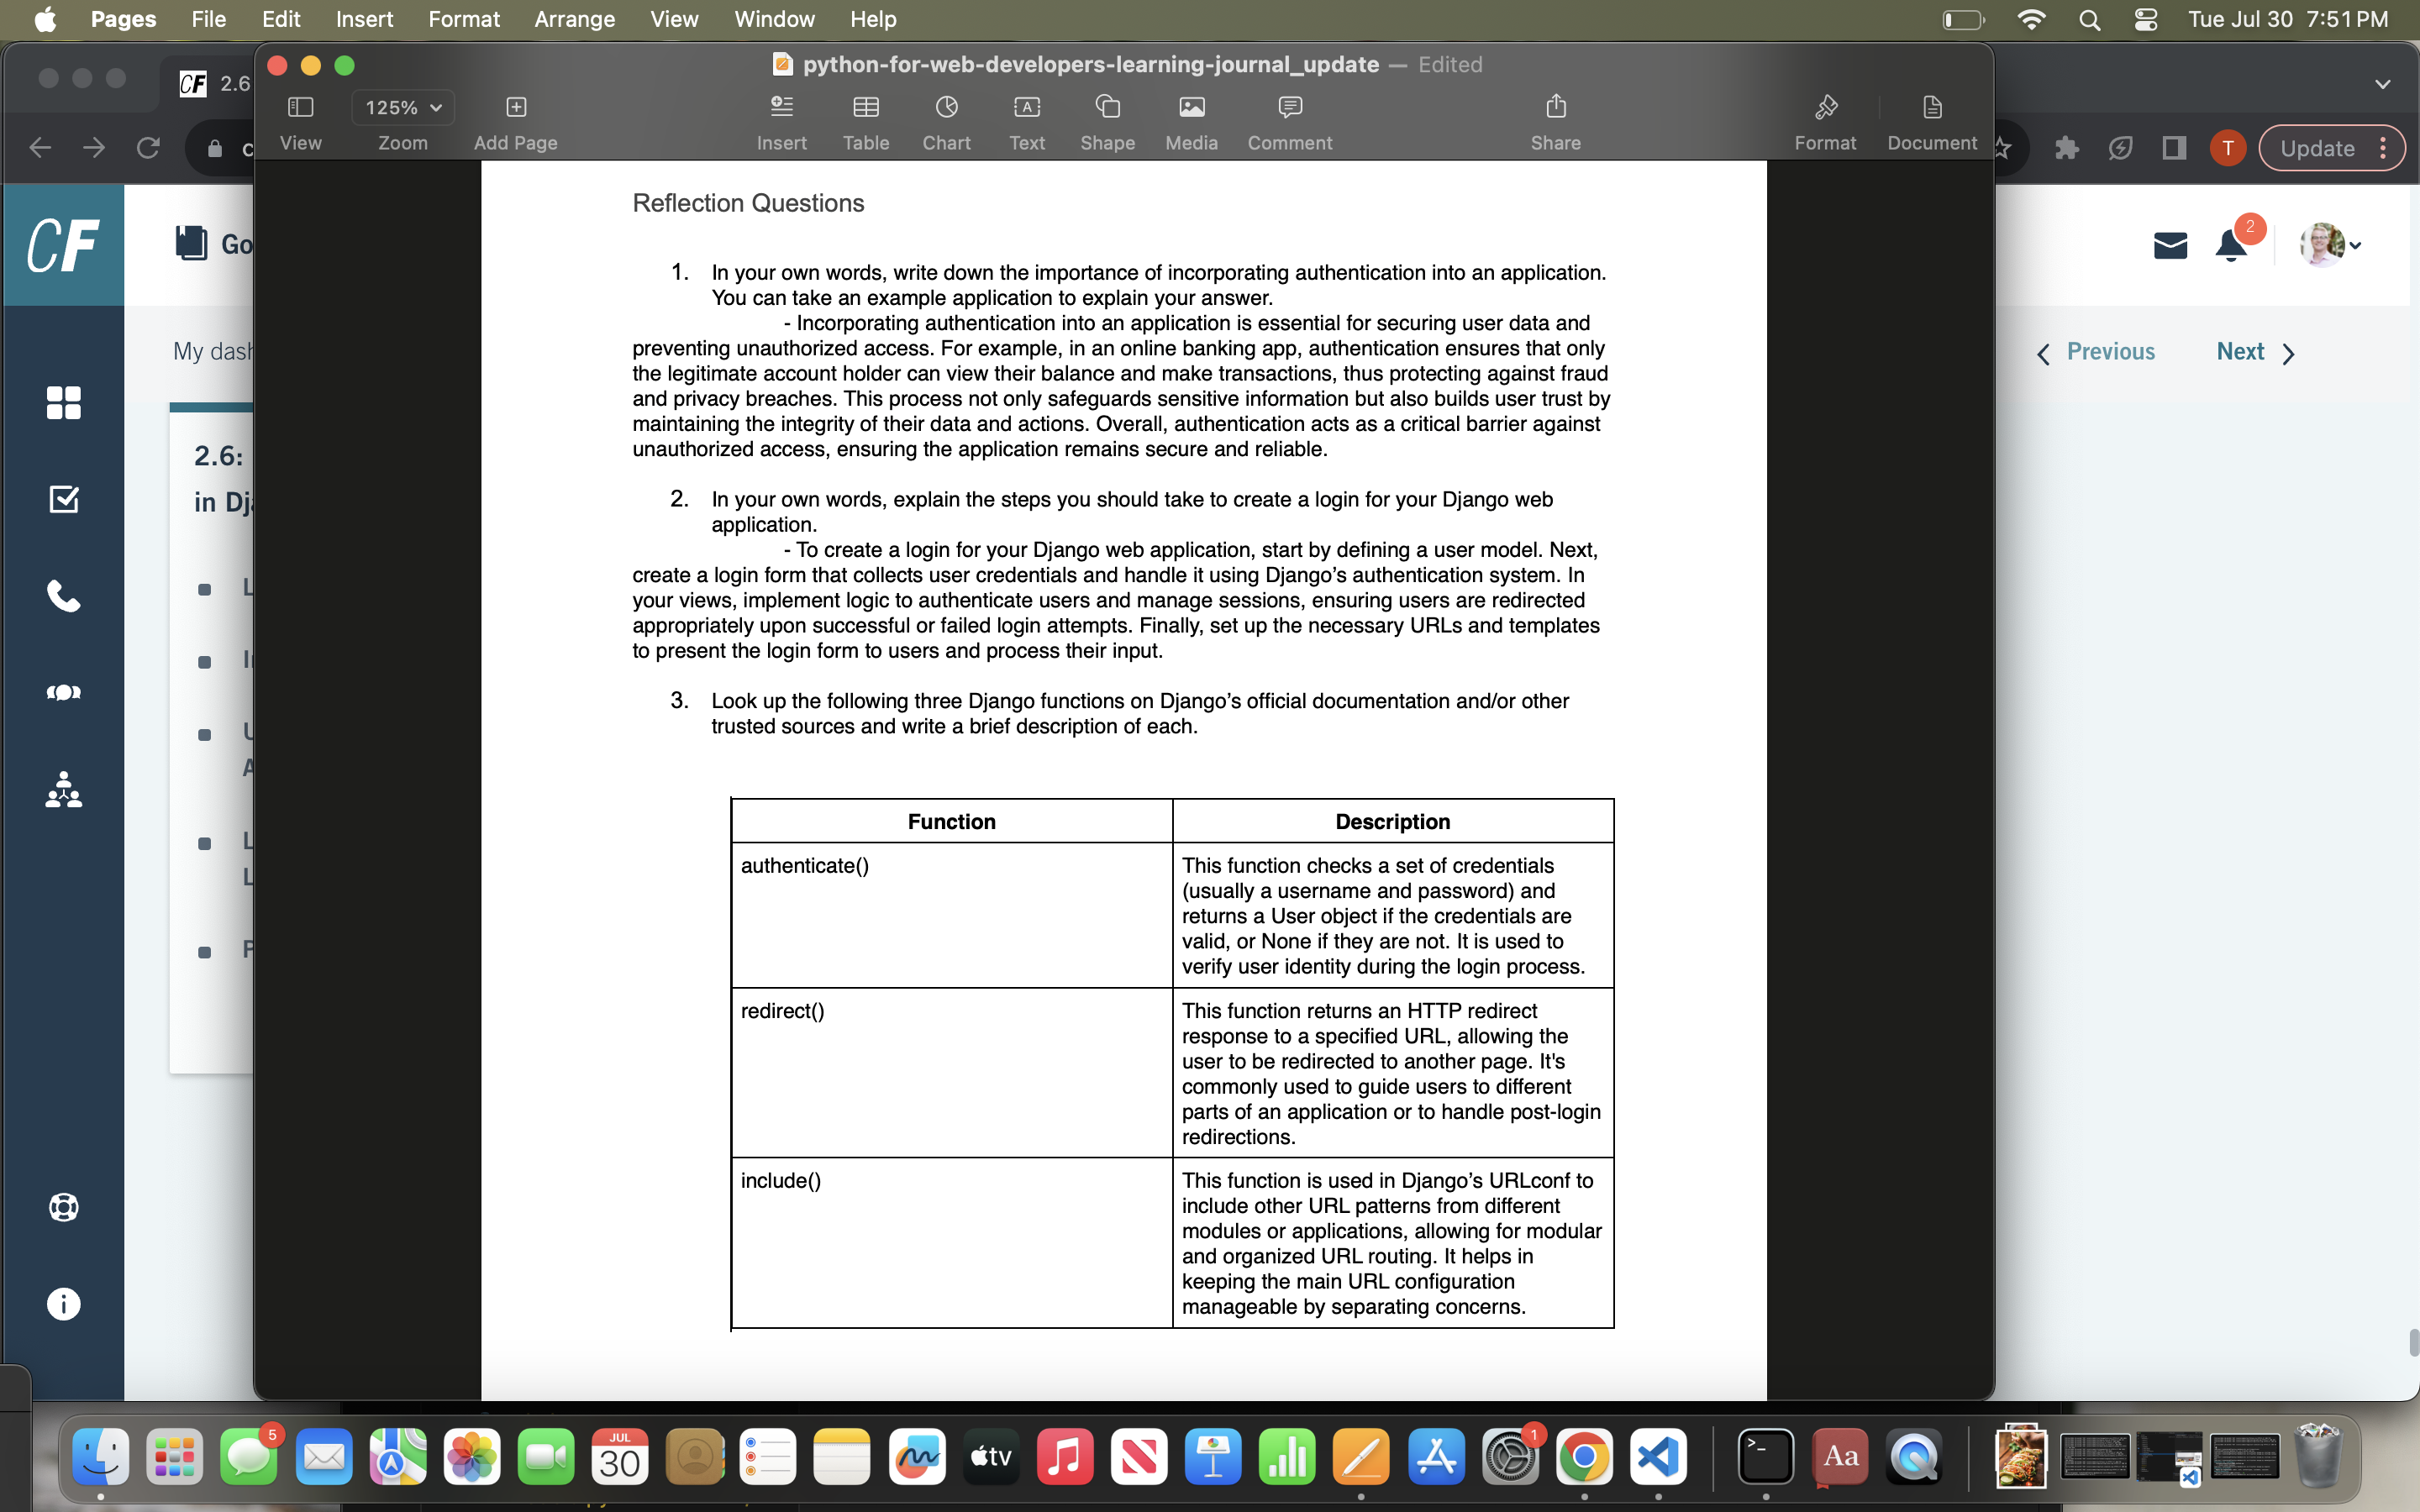 Pages File Edit Insert Format Arrange View Window Help Tue Jul 30 7:51 PM
python-for-web-developers-learning-journal_update — Edited
CF 2.6
125%
View Zoom Add Page Insert Table Chart Text Shape Media Comment Share Format Document
T Update
CF Go
2
My dash
Previous Next
2.6:
in Dj
Reflection Questions
1. In your own words, write down the importance of incorporating authentication into an application.
You can take an example application to explain your answer.
- Incorporating authentication into an application is essential for securing user data and
preventing unauthorized access. For example, in an online banking app, authentication ensures that only
the legitimate account holder can view their balance and make transactions, thus protecting against fraud
and privacy breaches. This process not only safeguards sensitive information but also builds user trust by
maintaining the integrity of their data and actions. Overall, authentication acts as a critical barrier against
unauthorized access, ensuring the application remains secure and reliable.
2. In your own words, explain the steps you should take to create a login for your Django web
application.
- To create a login for your Django web application, start by defining a user model. Next,
create a login form that collects user credentials and handle it using Django’s authentication system. In
your views, implement logic to authenticate users and manage sessions, ensuring users are redirected
appropriately upon successful or failed login attempts. Finally, set up the necessary URLs and templates
to present the login form to users and process their input.
3. Look up the following three Django functions on Django’s official documentation and/or other
trusted sources and write a brief description of each.
Function Description
authenticate() This function checks a set of credentials
(usually a username and password) and
returns a User object if the credentials are
valid, or None if they are not. It is used to
verify user identity during the login process.
redirect() This function returns an HTTP redirect
response to a specified URL, allowing the
user to be redirected to another page. It's
commonly used to guide users to different
parts of an application or to handle post-login
redirections.
include() This function is used in Django’s URLconf to
include other URL patterns from different
modules or applications, allowing for modular
and organized URL routing. It helps in
keeping the main URL configuration
manageable by separating concerns.
5 JUL 30 tv 1 Aa